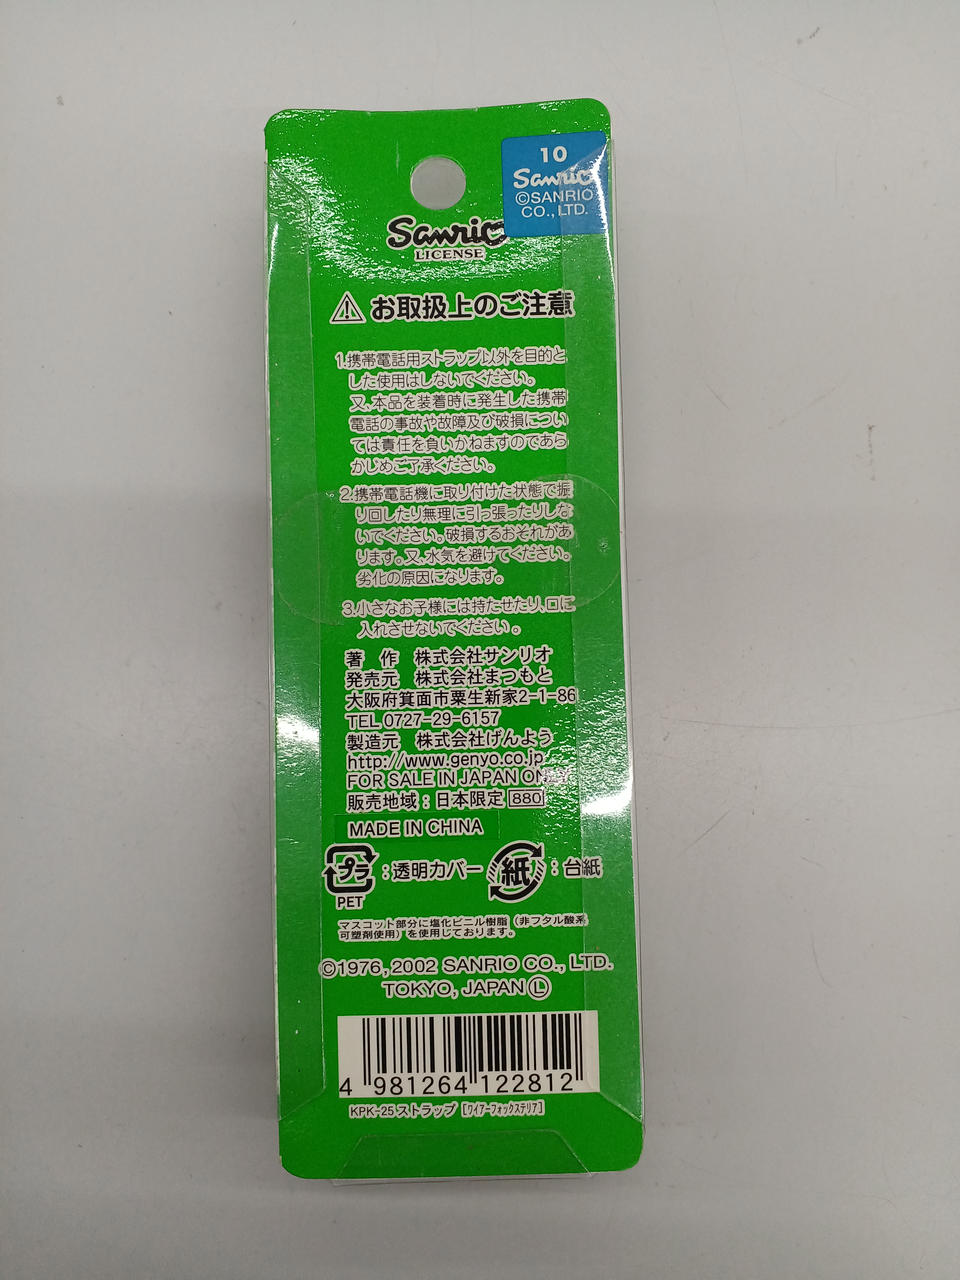 10
Sanrio
©SANRIO
CO., LTD.
Sanrio
LICENSE
お取扱上のご注意
1.携帯電話用ストラップ以外を目的と
した使用はしないでください。
又、本品を装着時に発生した携帯
電話の事故や故障及び破損につい
ては責任を負いかねますのであら
かじめご了承ください。
2.携帯電話機に取り付けた状態で振
り回したり無理に引っ張ったりしな
いでください。破損するおそれがあ
ります。又、水気を避けてください。
劣化の原因になります。
3.小さなお子様には持たせたり、口に
入れさせないでください。
著 作 株式会社サンリオ
発売元 株式会社まつもと
大阪府箕面市粟生新家2-1-86
TEL 0727-29-6157
製造元 株式会社げんよう
http://www.genyo.co.jp
FOR SALE IN JAPAN ONLY
販売地域：日本限定 880
MADE IN CHINA
プラ：透明カバー 紙：台紙
PET
マスコット部分に塩化ビニル樹脂（非フタル酸系
可塑剤使用）を使用しております。
©1976, 2002 SANRIO CO., LTD.
TOKYO, JAPAN Ⓛ
4 981264 122812
KPK-25ストラップ［ワイアーフォックステリア］